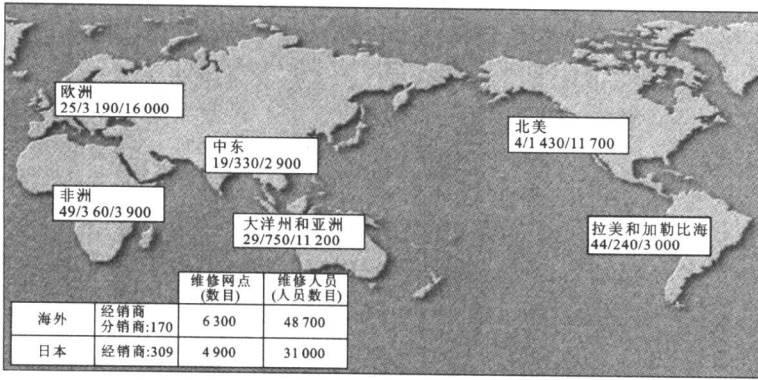 欧洲
25/3 190/16 000
中东
19/330/2 900
北美
4/1 430/11 700
非洲
49/3 60/3 900
大洋州和亚洲
29/750/11 200
拉美和加勒比海
44/240/3 000
维修网点 维修人员
(数目) (人员数目)
海外 经销商 分销商:170 6 300 48 700
日本 经销商:309 4 900 31 000